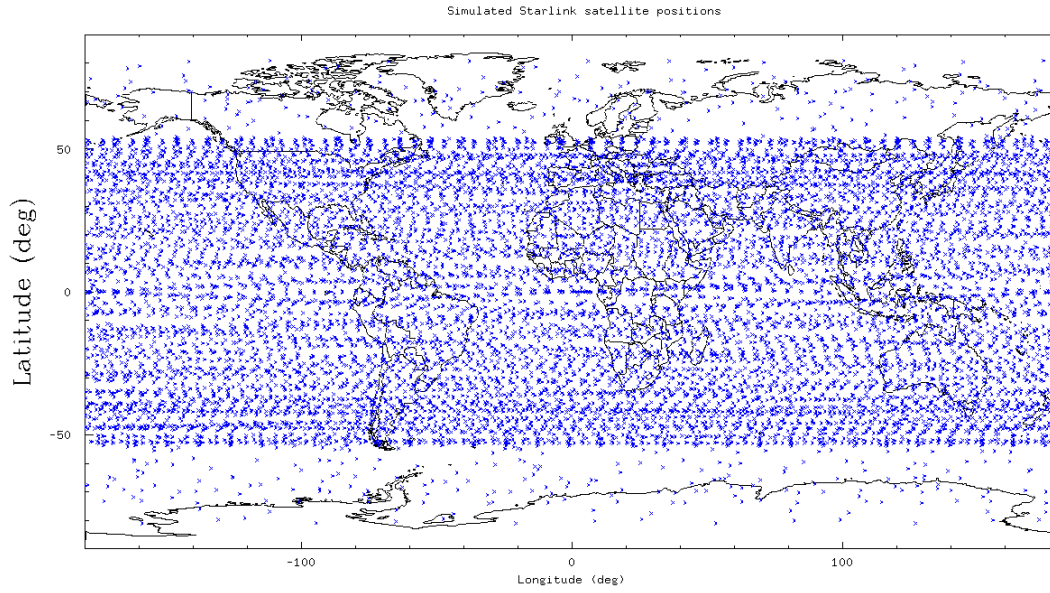 Simulated Starlink satellite positions
Latitude (deg)
50
0
-50
-100
0
100
Longitude (deg)